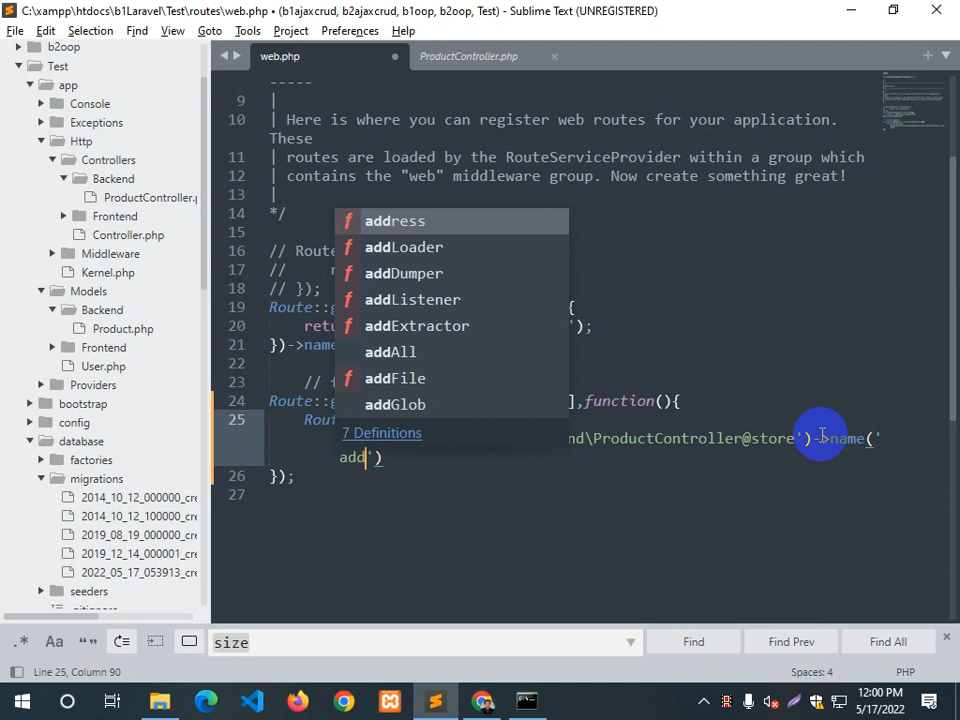 C:\xampp\htdocs\b1Laravel\Test\routes\web.php • (b1ajaxcrud, b2ajaxcrud, b1oop, b2oop, Test) - Sublime Text (UNREGISTERED)
File Edit Selection Find View Goto Tools Project Preferences Help
b2oop
Test
app
Console
Exceptions
Http
Controllers
Backend
ProductController.p
Frontend
Controller.php
Middleware
Kernel.php
Models
Backend
Product.php
Frontend
User.php
Providers
bootstrap
config
database
factories
migrations
2014_10_12_000000_cre
2014_10_12_100000_cre
2019_08_19_000000_cre
2019_12_14_000001_cre
2022_05_17_053913_cre
seeders
web.php
ProductController.php
-----
9 |
10 | Here is where you can register web routes for your application.
These
11 | routes are loaded by the RouteServiceProvider within a group which
12 | contains the "web" middleware group. Now create something great!
13 |
14 */
15
16 // Rou
17 //
18 // });
19 Route:: {
20 retu ');
21 })->name
22
23 //
24 Route:: ],function(){
25 Rou
nd\ProductController@store')->name('
add')
26 });
27
address
addLoader
addDumper
addListener
addExtractor
addAll
addFile
addGlob
7 Definitions
.* Aa “” size Find Find Prev Find All
Line 25, Column 90 Spaces: 4 PHP
12:00 PM
5/17/2022